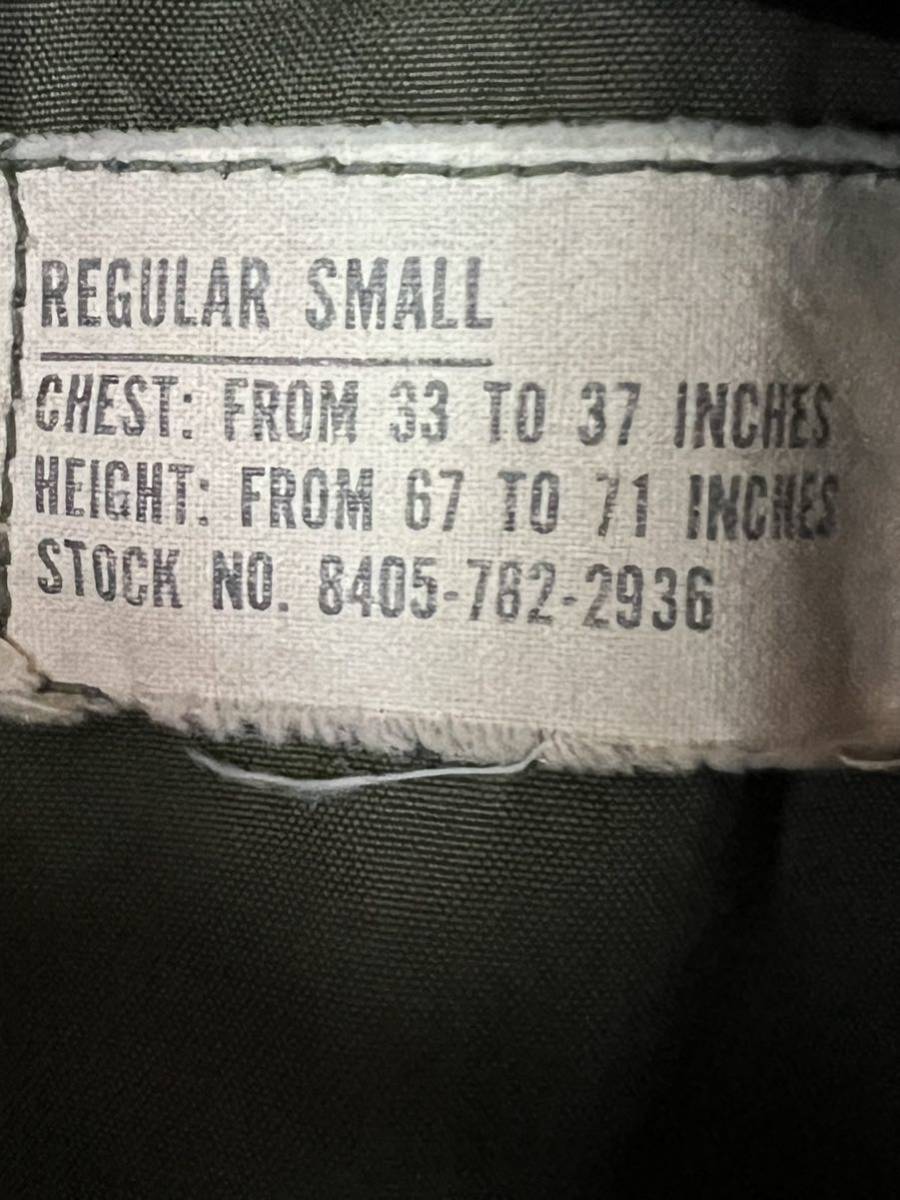 REGULAR SMALL
CHEST: FROM 33 TO 37 INCHES
HEIGHT: FROM 67 TO 71 INCHES
STOCK NO. 8405-782-2936